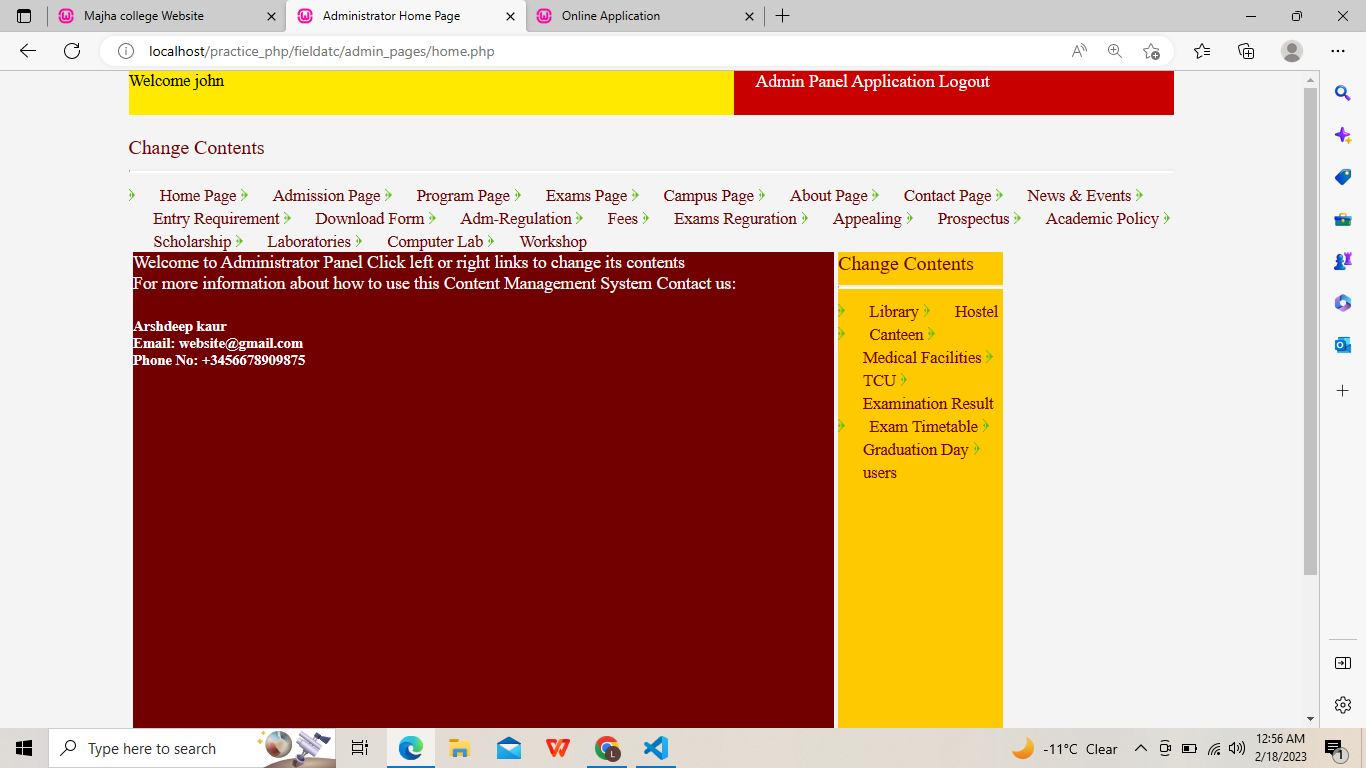 Majha college Website
Administrator Home Page
Online Application
localhost/practice_php/fieldatc/admin_pages/home.php
Welcome john
Admin Panel Application Logout
Change Contents
Home Page Admission Page Program Page Exams Page Campus Page About Page Contact Page News & Events
Entry Requirement Download Form Adm-Regulation Fees Exams Reguration Appealing Prospectus Academic Policy
Scholarship Laboratories Computer Lab Workshop
Welcome to Administrator Panel Click left or right links to change its contents
For more information about how to use this Content Management System Contact us:
Arshdeep kaur
Email: website@gmail.com
Phone No: +3456678909875
Change Contents
Library Hostel
Canteen
Medical Facilities
TCU
Examination Result
Exam Timetable
Graduation Day
users
Type here to search
L
-11°C Clear
12:56 AM
2/18/2023
1